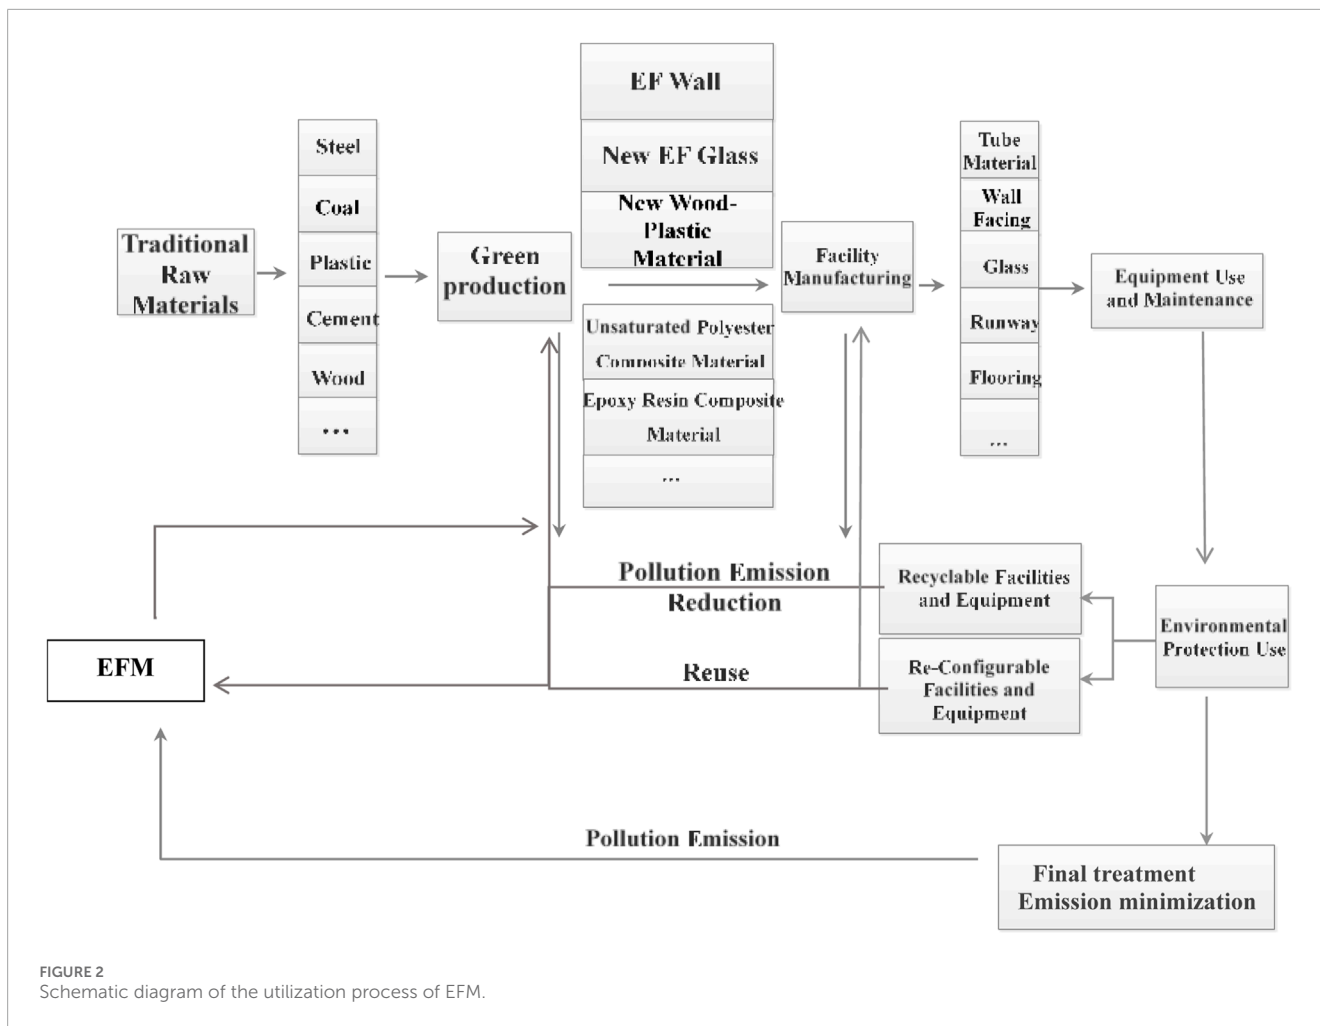 Traditional
Raw
Materials
Steel
Coal
Plastic
Cement
Wood
...
Green
production
EF Wall
New EF Glass
New Wood-
Plastic
Material
Unsaturated Polyester
Composite Material
Epoxy Resin Composite
Material
...
Facility
Manufacturing
Tube
Material
Wall
Facing
Glass
Runway
Flooring
...
Equipment Use
and Maintenance
Pollution Emission
Reduction
Recyclable Facilities
and Equipment
Environmental
Protection Use
EFM
Reuse
Re-Configurable
Facilities and
Equipment
Pollution Emission
Final treatment
Emission minimization
FIGURE 2
Schematic diagram of the utilization process of EFM.